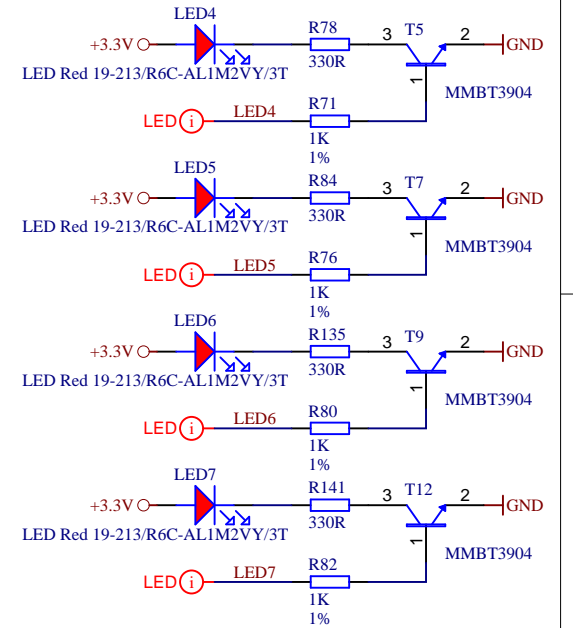 LED4
R78
T5
+3.3V
3
2
GND
LED Red 19-213/R6C-AL1M2VY/3T
330R
1
MMBT3904
R71
LED i
LED4
1K
1%
LED5
R84
T7
+3.3V
3
2
GND
LED Red 19-213/R6C-AL1M2VY/3T
330R
1
MMBT3904
R76
LED i
LED5
1K
1%
LED6
R135
T9
+3.3V
3
2
GND
LED Red 19-213/R6C-AL1M2VY/3T
330R
1
MMBT3904
R80
LED i
LED6
1K
1%
LED7
R141
T12
+3.3V
3
2
GND
LED Red 19-213/R6C-AL1M2VY/3T
330R
1
MMBT3904
R82
LED i
LED7
1K
1%